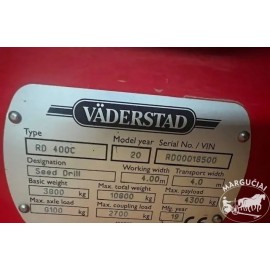 VÄDERSTAD
Type Model year Serial No. / VIN
RD 400C 20 RD00018500
Designation Working width Transport width
Seed Drill 4.00m 4.0 m
Basic weight Max. total weight Max. payload
3900 kg 10800 kg 4300 kg
Max. axle load Max. coupling load Mfg year
9100 kg 2700 kg 19 CE
MARGUČIAI